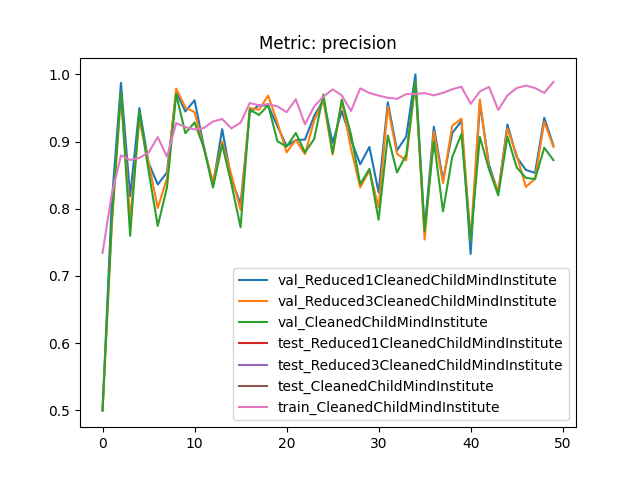 Metric: precision
1.0
0.9
0.8
0.7
0.6
0.5
0
10
20
30
40
50
val_Reduced1CleanedChildMindInstitute
val_Reduced3CleanedChildMindInstitute
val_CleanedChildMindInstitute
test_Reduced1CleanedChildMindInstitute
test_Reduced3CleanedChildMindInstitute
test_CleanedChildMindInstitute
train_CleanedChildMindInstitute